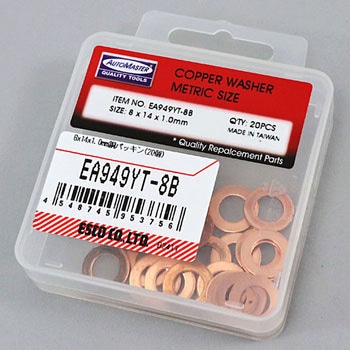 AUTOMASTER
QUALITY TOOLS
COPPER WASHER
METRIC SIZE
ITEM NO. EA949YT-8B
SIZE: 8 x 14 x 1.0mm
QTY: 20PCS
MADE IN TAIWAN
* Quality Repalcement Parts
8x14x1.0mm銅パッキン(20個)
EA949YT-8B
4 548745 953756
ESCO CO.,LTD.